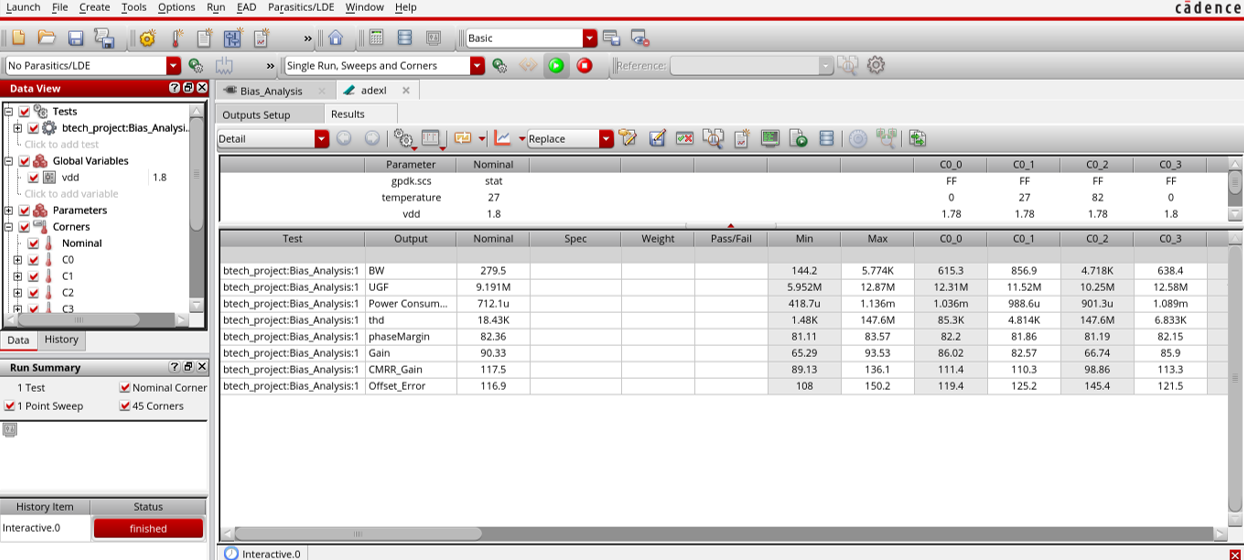 Launch File Create Tools Options Run EAD Parasitics/LDE Window Help
cādence
» Basic
No Parasitics/LDE » Single Run, Sweeps and Corners Reference:
Data View
Tests
btech_project:Bias_Analysi..
Click to add test
Global Variables
vdd 1.8
Click to add variable
Parameters
Corners
Nominal
C0
C1
C2
C3
Data History
Run Summary
1 Test Nominal Corner
1 Point Sweep 45 Corners
History Item Status
Interactive.0 finished
Bias_Analysis adexl
Outputs Setup Results
Detail Replace
Parameter Nominal C0_0 C0_1 C0_2 C0_3
gpdk.scs stat FF FF FF FF
temperature 27 0 27 82 0
vdd 1.8 1.78 1.78 1.78 1.8
Test Output Nominal Spec Weight Pass/Fail Min Max C0_0 C0_1 C0_2 C0_3
btech_project:Bias_Analysis:1 BW 279.5 144.2 5.774K 615.3 856.9 4.718K 638.4
btech_project:Bias_Analysis:1 UGF 9.191M 5.952M 12.87M 12.31M 11.52M 10.25M 12.58M
btech_project:Bias_Analysis:1 Power Consum... 712.1u 418.7u 1.136m 1.036m 988.6u 901.3u 1.089m
btech_project:Bias_Analysis:1 thd 18.43K 1.48K 147.6M 85.3K 4.814K 147.6M 6.833K
btech_project:Bias_Analysis:1 phaseMargin 82.36 81.11 83.57 82.2 81.86 81.19 82.15
btech_project:Bias_Analysis:1 Gain 90.33 65.29 93.53 86.02 82.57 66.74 85.9
btech_project:Bias_Analysis:1 CMRR_Gain 117.5 89.13 136.1 111.4 110.3 98.86 113.3
btech_project:Bias_Analysis:1 Offset_Error 116.9 108 150.2 119.4 125.2 145.4 121.5
Interactive.0